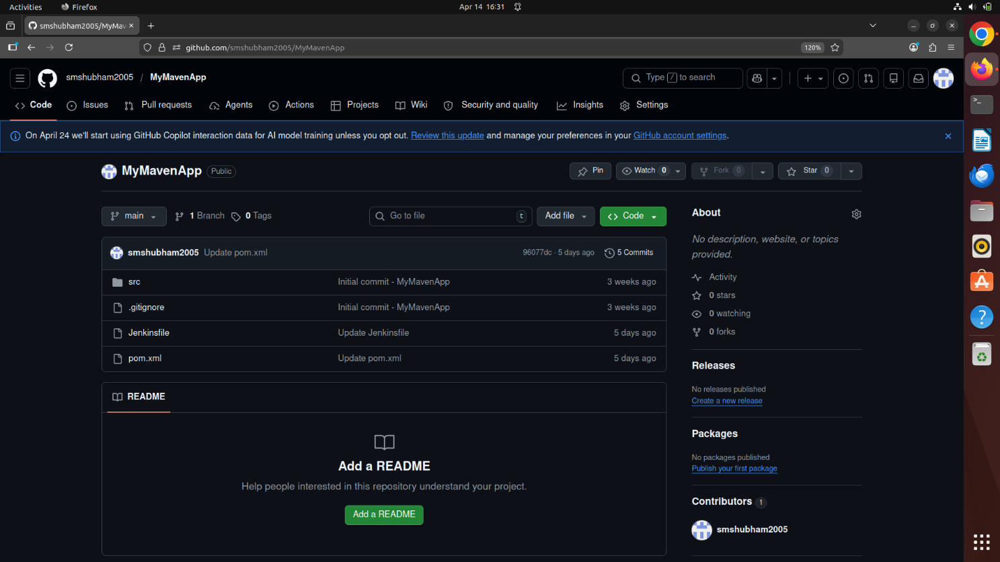 Activities Firefox Apr 14 16:31
smshubham2005/MyMav
github.com/smshubham2005/MyMavenApp 120%
smshubham2005 / MyMavenApp Type / to search
Code Issues Pull requests Agents Actions Projects Wiki Security and quality Insights Settings
On April 24 we'll start using GitHub Copilot interaction data for AI model training unless you opt out. Review this update and manage your preferences in your GitHub account settings.
MyMavenApp Public Pin Watch 0 Fork 0 Star 0
main 1 Branch 0 Tags Go to file t Add file Code
smshubham2005 Update pom.xml 96077dc · 5 days ago 5 Commits
src Initial commit - MyMavenApp 3 weeks ago
.gitignore Initial commit - MyMavenApp 3 weeks ago
Jenkinsfile Update Jenkinsfile 5 days ago
pom.xml Update pom.xml 5 days ago
README
Add a README
Help people interested in this repository understand your project.
Add a README
About
No description, website, or topics
provided.
Activity
0 stars
0 watching
0 forks
Releases
No releases published
Create a new release
Packages
No packages published
Publish your first package
Contributors 1
smshubham2005